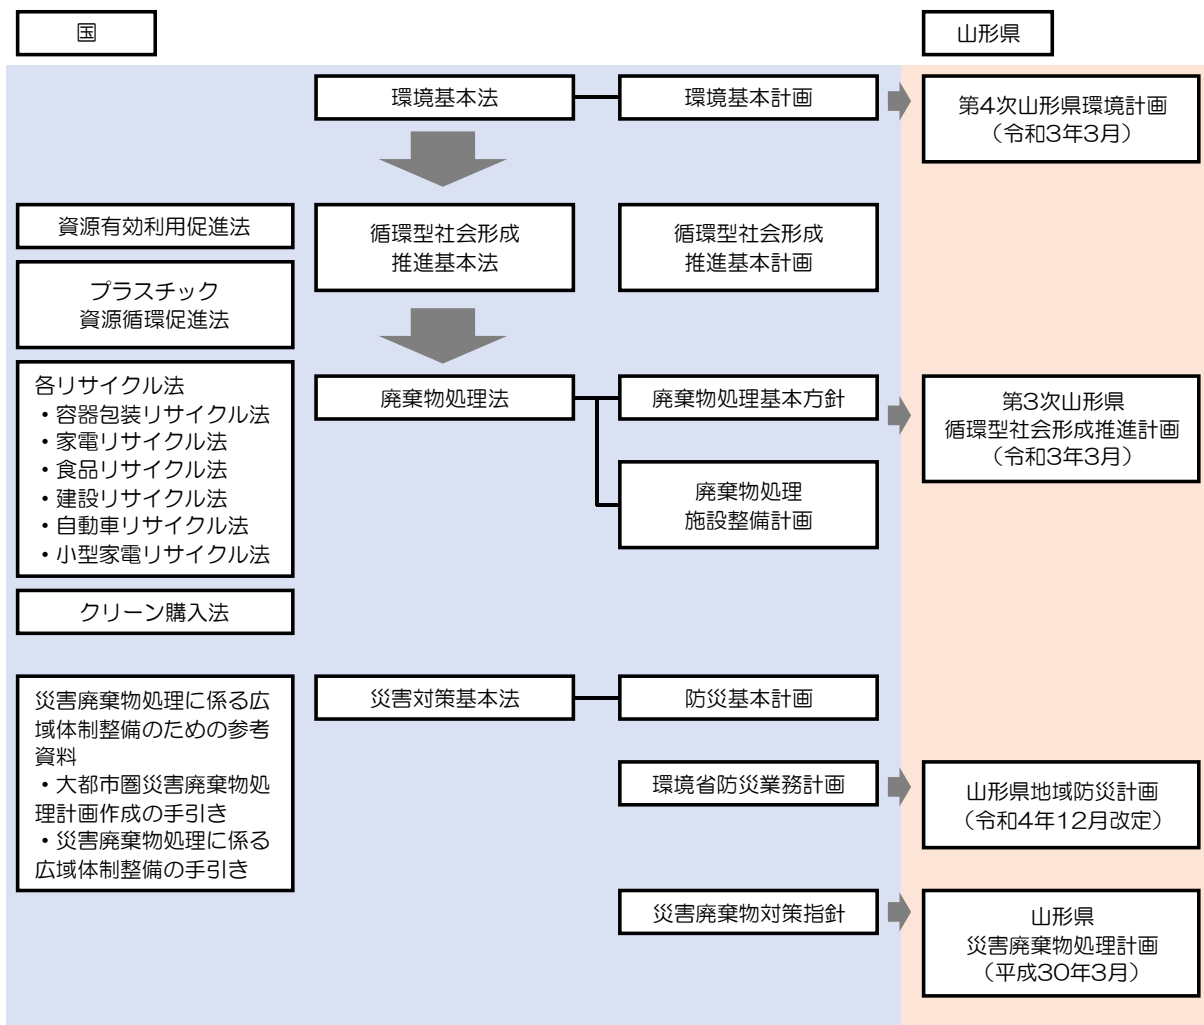 国
山形県
環境基本法
環境基本計画
第4次山形県環境計画
（令和3年3月）
資源有効利用促進法
プラスチック
資源循環促進法
循環型社会形成
推進基本法
循環型社会形成
推進基本計画
各リサイクル法
・容器包装リサイクル法
・家電リサイクル法
・食品リサイクル法
・建設リサイクル法
・自動車リサイクル法
・小型家電リサイクル法
クリーン購入法
廃棄物処理法
廃棄物処理基本方針
廃棄物処理
施設整備計画
第3次山形県
循環型社会形成推進計画
（令和3年3月）
災害廃棄物処理に係る広
域体制整備のための参考
資料
・大都市圏災害廃棄物処
理計画作成の手引き
・災害廃棄物処理に係る
広域体制整備の手引き
災害対策基本法
防災基本計画
環境省防災業務計画
山形県地域防災計画
（令和4年12月改定）
災害廃棄物対策指針
山形県
災害廃棄物処理計画
（平成30年3月）